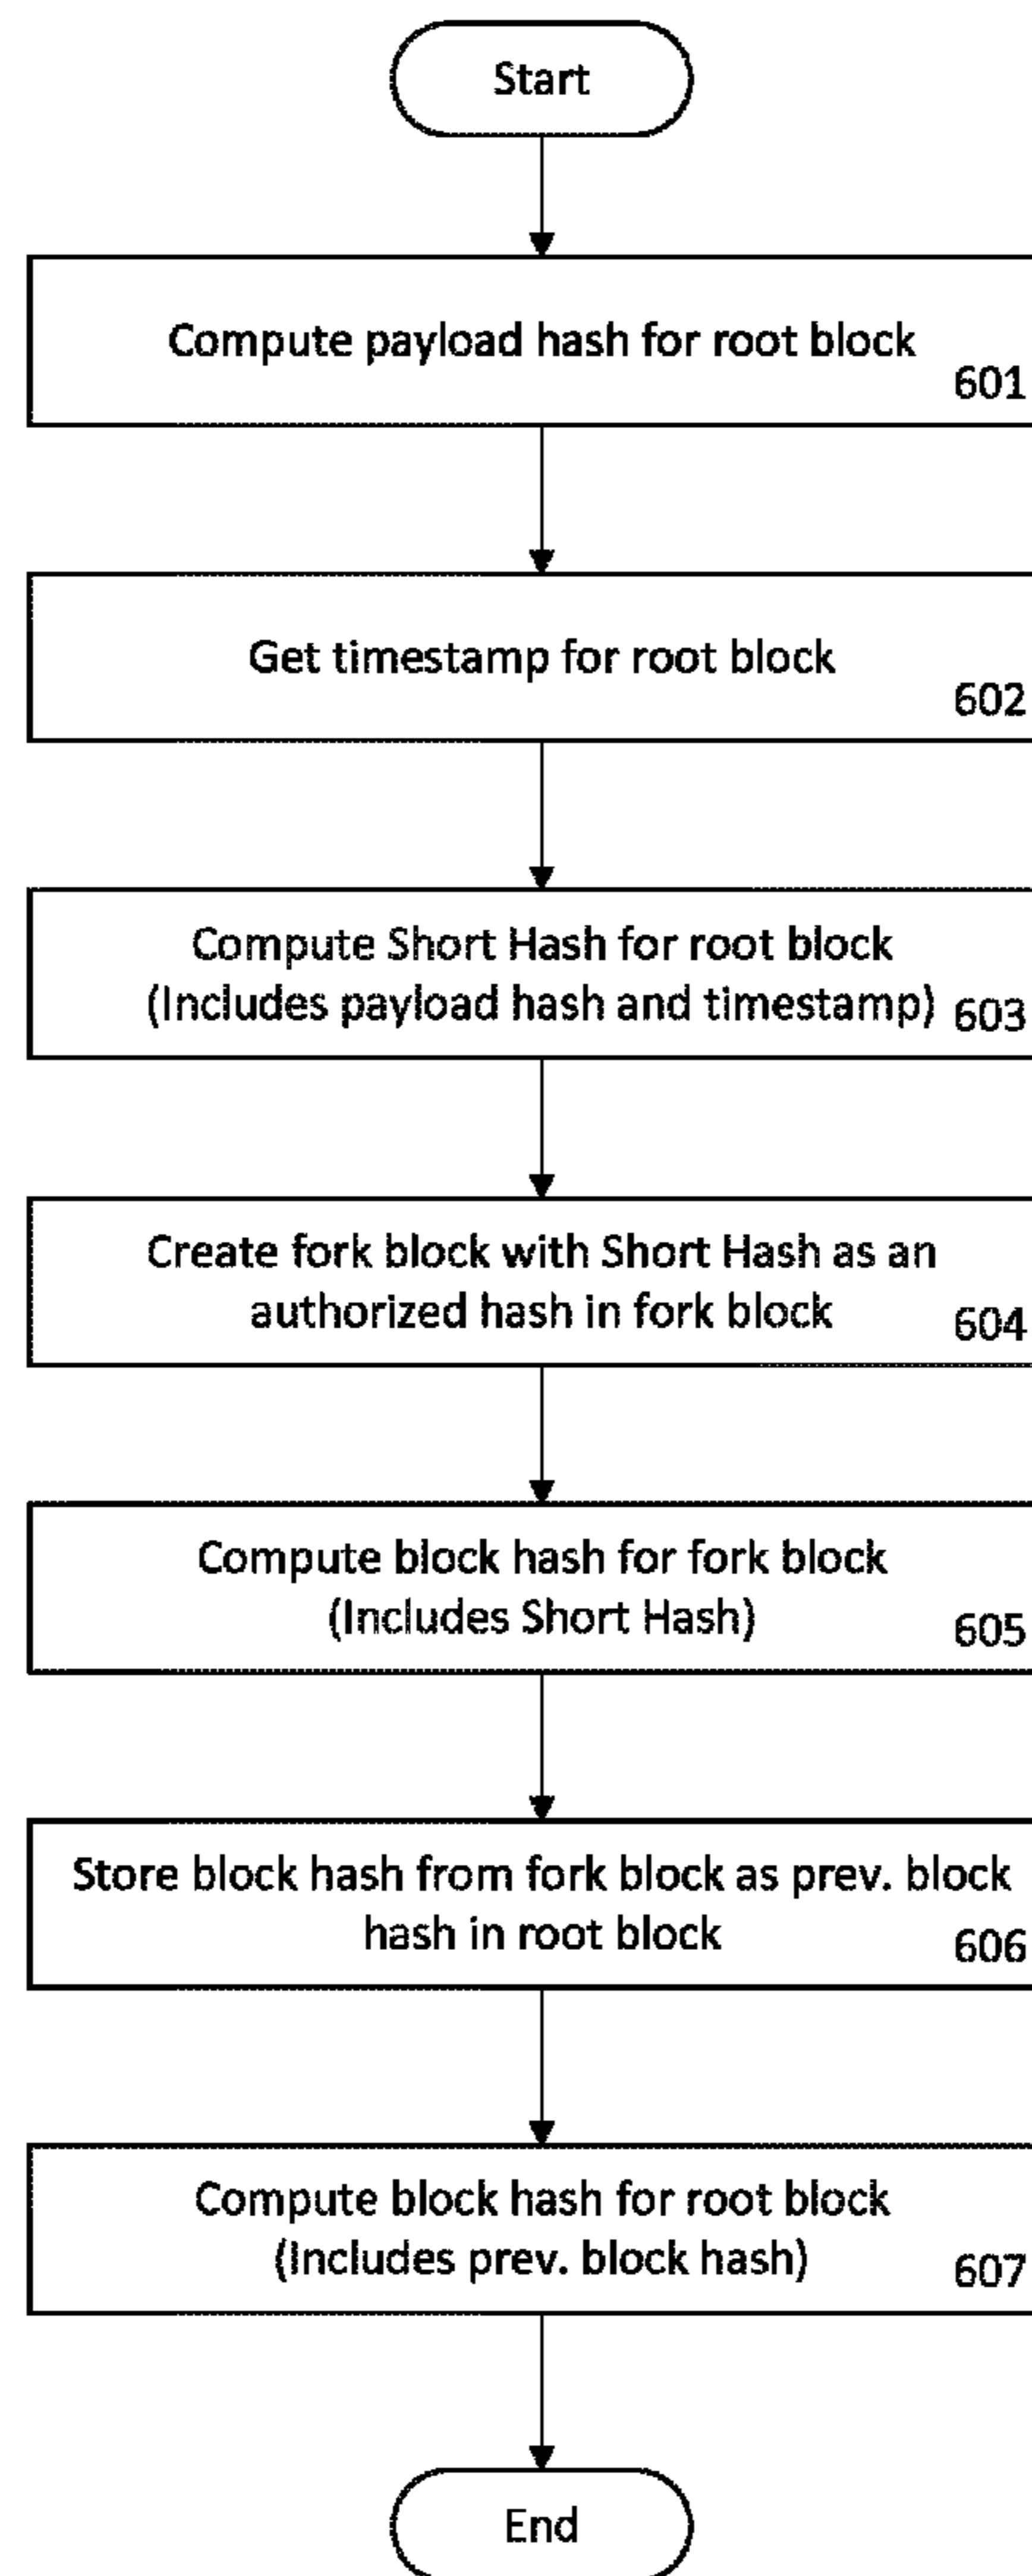 Start
Compute payload hash for root block
601
Get timestamp for root block
602
Compute Short Hash for root block
(Includes payload hash and timestamp) 603
Create fork block with Short Hash as an
authorized hash in fork block 604
Compute block hash for fork block
(Includes Short Hash) 605
Store block hash from fork block as prev. block
hash in root block 606
Compute block hash for root block
(Includes prev. block hash) 607
End